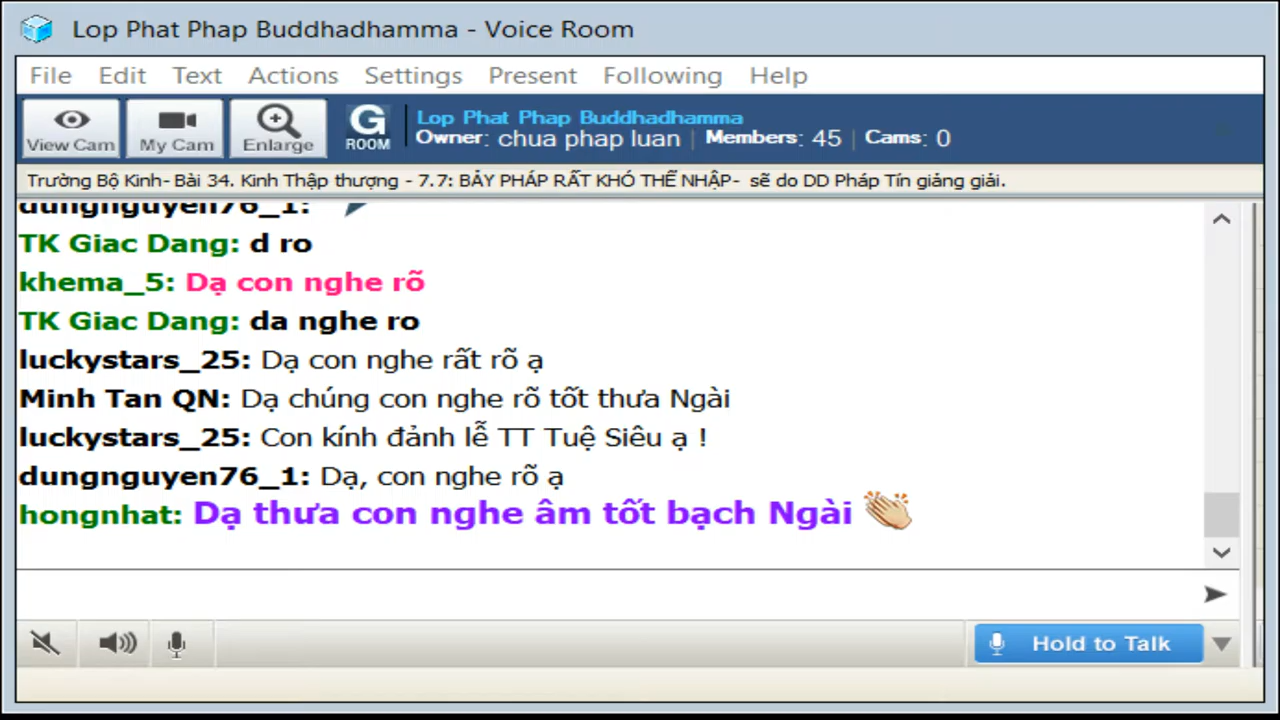 Lop Phat Phap Buddhadhamma - Voice Room
File Edit Text Actions Settings Present Following Help
View Cam My Cam Enlarge G ROOM
Lop Phat Phap Buddhadhamma
Owner: chua phap luan | Members: 45 | Cams: 0
Trường Bộ Kinh- Bài 34. Kinh Thập thượng - 7.7: BẢY PHÁP RẤT KHÓ THỂ NHẬP- sẽ do DD Pháp Tín giảng giải.
dungnguyen76_1:
TK Giac Dang: d ro
khema_5: Dạ con nghe rõ
TK Giac Dang: da nghe ro
luckystars_25: Dạ con nghe rất rõ ạ
Minh Tan QN: Dạ chúng con nghe rõ tốt thưa Ngài
luckystars_25: Con kính đảnh lễ TT Tuệ Siêu ạ !
dungnguyen76_1: Dạ, con nghe rõ ạ
hongnhat: Dạ thưa con nghe âm tốt bạch Ngài
Hold to Talk